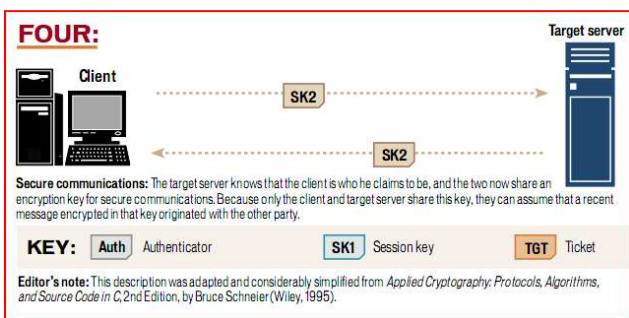 FOUR:
Target server
Client
SK2
SK2
Secure communications: The target server knows that the client is who he claims to be, and the two now share an
encryption key for secure communications. Because only the client and target server share this key, they can assume that a recent
message encrypted in that key originated with the other party.
KEY: Auth Authenticator SK1 Session key TGT Ticket
Editor's note: This description was adapted and considerably simplified from Applied Cryptography: Protocols, Algorithms,
and Source Code in C, 2nd Edition, by Bruce Schneier (Wiley, 1995).